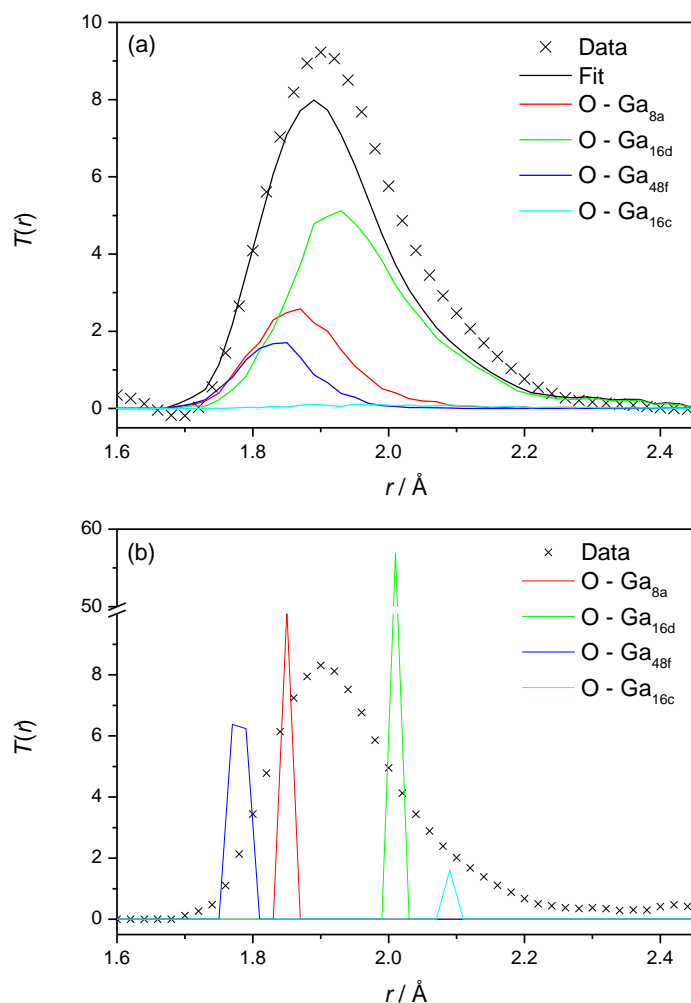 (a)
Data
Fit
O - Ga8a
O - Ga16d
O - Ga48f
O - Ga16c
10
8
6
4
2
0
T(r)
1.6 1.8 2.0 2.2 2.4
r / Å
(b)
Data
O - Ga8a
O - Ga16d
O - Ga48f
O - Ga16c
60
50
8
6
4
2
0
T(r)
1.6 1.8 2.0 2.2 2.4
r / Å